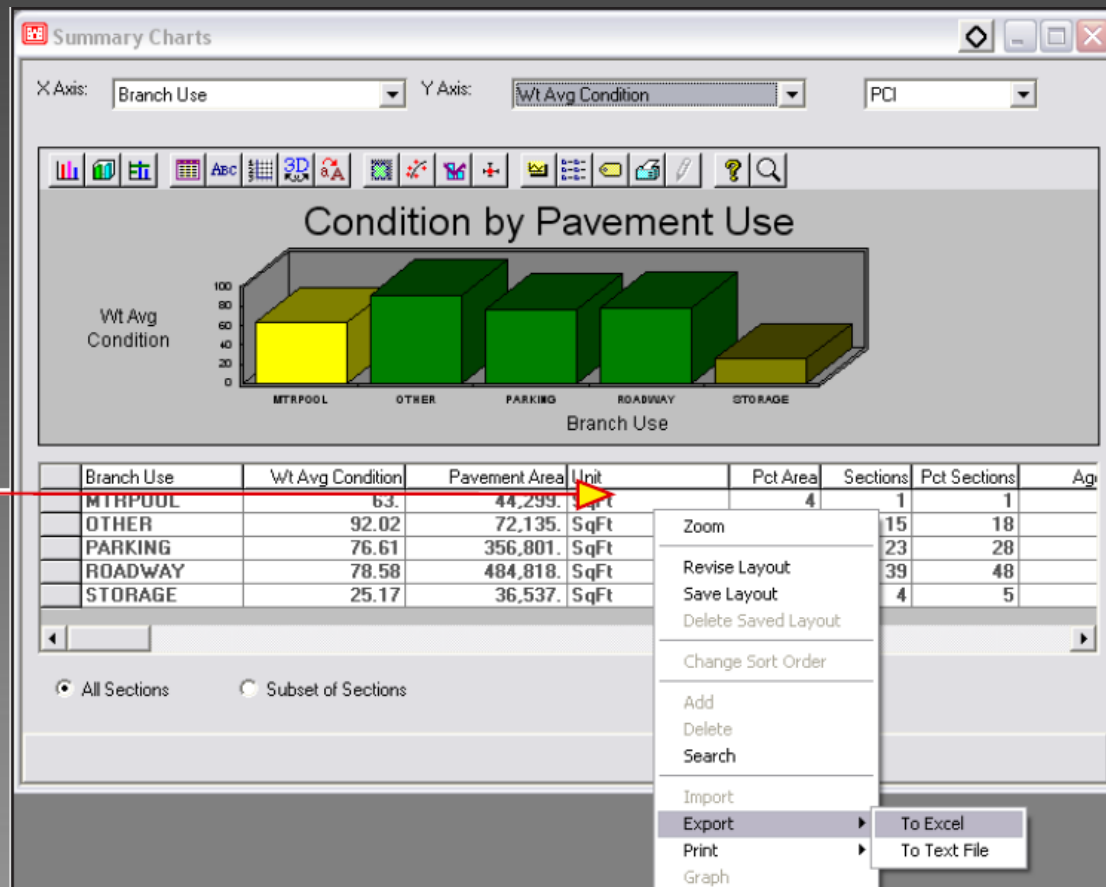 Summary Charts
X Axis: Branch Use Y Axis: Wt Avg Condition PCI
ABC 3D aA
Condition by Pavement Use
Wt Avg
Condition
100
80
60
40
20
0
MTRPOOL OTHER PARKING ROADWAY STORAGE
Branch Use
Branch Use Wt Avg Condition Pavement Area Unit Pct Area Sections Pct Sections
MTRPOOL 63. 44,299. SqFt 4 1 1
OTHER 92.02 72,135. SqFt 15 18
PARKING 76.61 356,801. SqFt 23 28
ROADWAY 78.58 484,818. SqFt 39 48
STORAGE 25.17 36,537. SqFt 4 5
All Sections Subset of Sections
Zoom
Revise Layout
Save Layout
Delete Saved Layout
Change Sort Order
Add
Delete
Search
Import
Export To Excel
Print To Text File
Graph